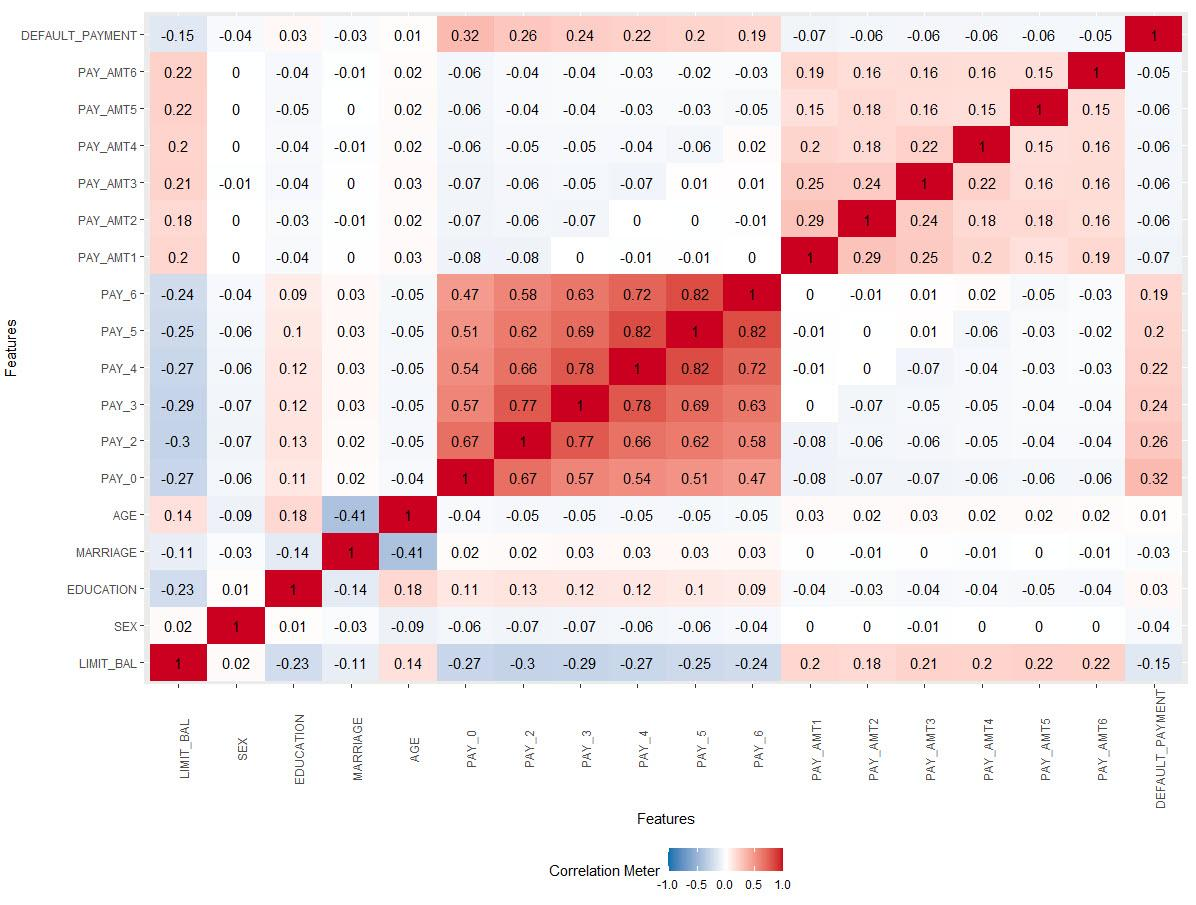 DEFAULT_PAYMENT -0.15 -0.04 0.03 -0.03 0.01 0.32 0.26 0.24 0.22 0.2 0.19 -0.07 -0.06 -0.06 -0.06 -0.06 -0.05 1
PAY_AMT6 0.22 0 -0.04 -0.01 0.02 -0.06 -0.04 -0.04 -0.03 -0.02 -0.03 0.19 0.16 0.16 0.16 0.15 1 -0.05
PAY_AMT5 0.22 0 -0.05 0 0.02 -0.06 -0.04 -0.04 -0.03 -0.03 -0.05 0.15 0.18 0.16 0.15 1 0.15 -0.06
PAY_AMT4 0.2 0 -0.04 -0.01 0.02 -0.06 -0.05 -0.05 -0.04 -0.06 0.02 0.2 0.18 0.22 1 0.15 0.16 -0.06
PAY_AMT3 0.21 -0.01 -0.04 0 0.03 -0.07 -0.06 -0.05 -0.07 0.01 0.01 0.25 0.24 1 0.22 0.16 0.16 -0.06
PAY_AMT2 0.18 0 -0.03 -0.01 0.02 -0.07 -0.06 -0.07 0 0 -0.01 0.29 1 0.24 0.18 0.18 0.16 -0.06
PAY_AMT1 0.2 0 -0.04 0 0.03 -0.08 -0.08 0 -0.01 -0.01 0 1 0.29 0.25 0.2 0.15 0.19 -0.07
PAY_6 -0.24 -0.04 0.09 0.03 -0.05 0.47 0.58 0.63 0.72 0.82 1 0 -0.01 0.01 0.02 -0.05 -0.03 0.19
PAY_5 -0.25 -0.06 0.1 0.03 -0.05 0.51 0.62 0.69 0.82 1 0.82 -0.01 0 0.01 -0.06 -0.03 -0.02 0.2
PAY_4 -0.27 -0.06 0.12 0.03 -0.05 0.54 0.66 0.78 1 0.82 0.72 -0.01 0 -0.07 -0.04 -0.03 -0.03 0.22
PAY_3 -0.29 -0.07 0.12 0.03 -0.05 0.57 0.77 1 0.78 0.69 0.63 0 -0.07 -0.05 -0.05 -0.04 -0.04 0.24
PAY_2 -0.3 -0.07 0.13 0.02 -0.05 0.67 1 0.77 0.66 0.62 0.58 -0.08 -0.06 -0.06 -0.05 -0.04 -0.04 0.26
PAY_0 -0.27 -0.06 0.11 0.02 -0.04 1 0.67 0.57 0.54 0.51 0.47 -0.08 -0.07 -0.07 -0.06 -0.06 -0.06 0.32
AGE 0.14 -0.09 0.18 -0.41 1 -0.04 -0.05 -0.05 -0.05 -0.05 -0.05 0.03 0.02 0.03 0.02 0.02 0.02 0.01
MARRIAGE -0.11 -0.03 -0.14 1 -0.41 0.02 0.02 0.03 0.03 0.03 0.03 0 -0.01 0 -0.01 0 -0.01 -0.03
EDUCATION -0.23 0.01 1 -0.14 0.18 0.11 0.13 0.12 0.12 0.1 0.09 -0.04 -0.03 -0.04 -0.04 -0.05 -0.04 0.03
SEX 0.02 1 0.01 -0.03 -0.09 -0.06 -0.07 -0.07 -0.06 -0.06 -0.04 0 0 -0.01 0 0 0 -0.04
LIMIT_BAL 1 0.02 -0.23 -0.11 0.14 -0.27 -0.3 -0.29 -0.27 -0.25 -0.24 0.2 0.18 0.21 0.2 0.22 0.22 -0.15
Features
LIMIT_BAL SEX EDUCATION MARRIAGE AGE PAY_0 PAY_2 PAY_3 PAY_4 PAY_5 PAY_6 PAY_AMT1 PAY_AMT2 PAY_AMT3 PAY_AMT4 PAY_AMT5 PAY_AMT6 DEFAULT_PAYMENT
Features
Correlation Meter
-1.0 -0.5 0.0 0.5 1.0